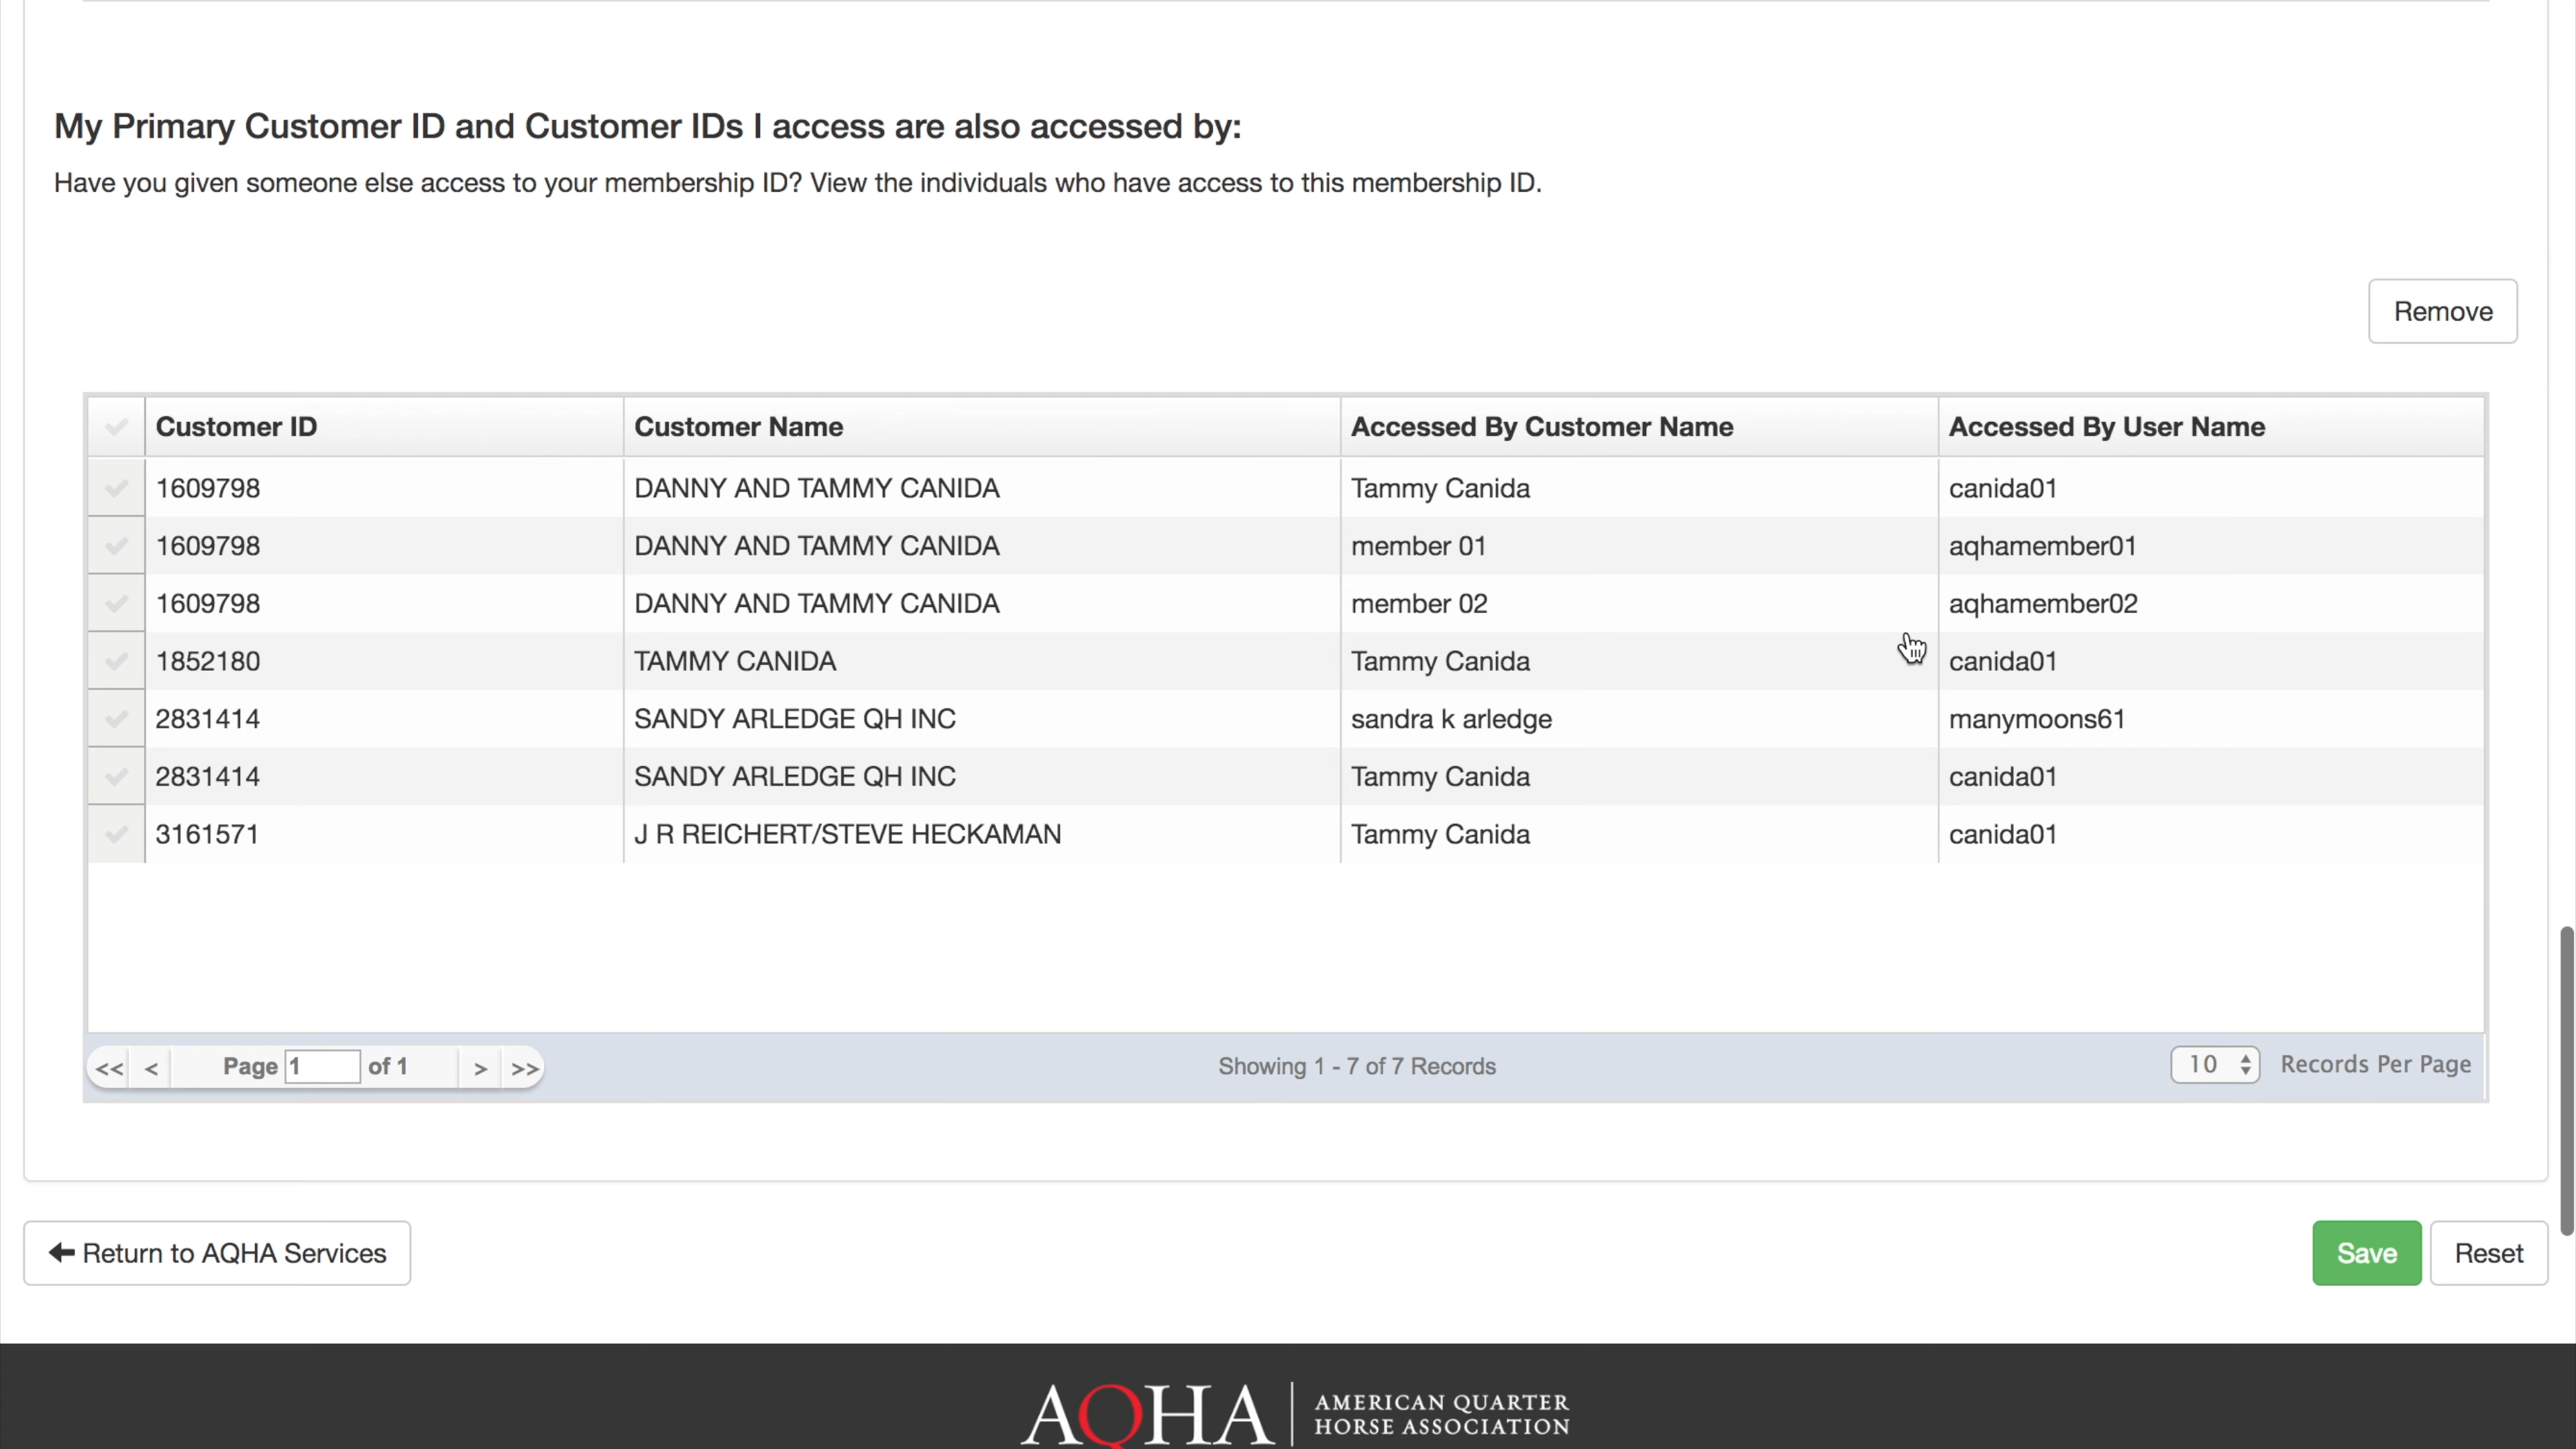 My Primary Customer ID and Customer IDs I access are also accessed by:
Have you given someone else access to your membership ID? View the individuals who have access to this membership ID.
Remove
Customer ID Customer Name Accessed By Customer Name Accessed By User Name
1609798 DANNY AND TAMMY CANIDA Tammy Canida canida01
1609798 DANNY AND TAMMY CANIDA member 01 aqhamember01
1609798 DANNY AND TAMMY CANIDA member 02 aqhamember02
1852180 TAMMY CANIDA Tammy Canida canida01
2831414 SANDY ARLEDGE QH INC sandra k arledge manymoons61
2831414 SANDY ARLEDGE QH INC Tammy Canida canida01
3161571 J R REICHERT/STEVE HECKAMAN Tammy Canida canida01
<< < Page 1 of 1 > >> Showing 1 - 7 of 7 Records 10 Records Per Page
Return to AQHA Services Save Reset
AQHA AMERICAN QUARTER
HORSE ASSOCIATION